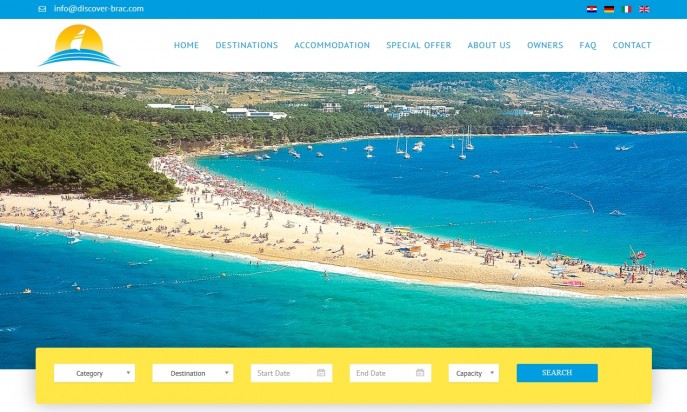 info@discover-brac.com
HOME DESTINATIONS ACCOMMODATION SPECIAL OFFER ABOUT US OWNERS FAQ CONTACT
Category Destination Start Date End Date Capacity SEARCH